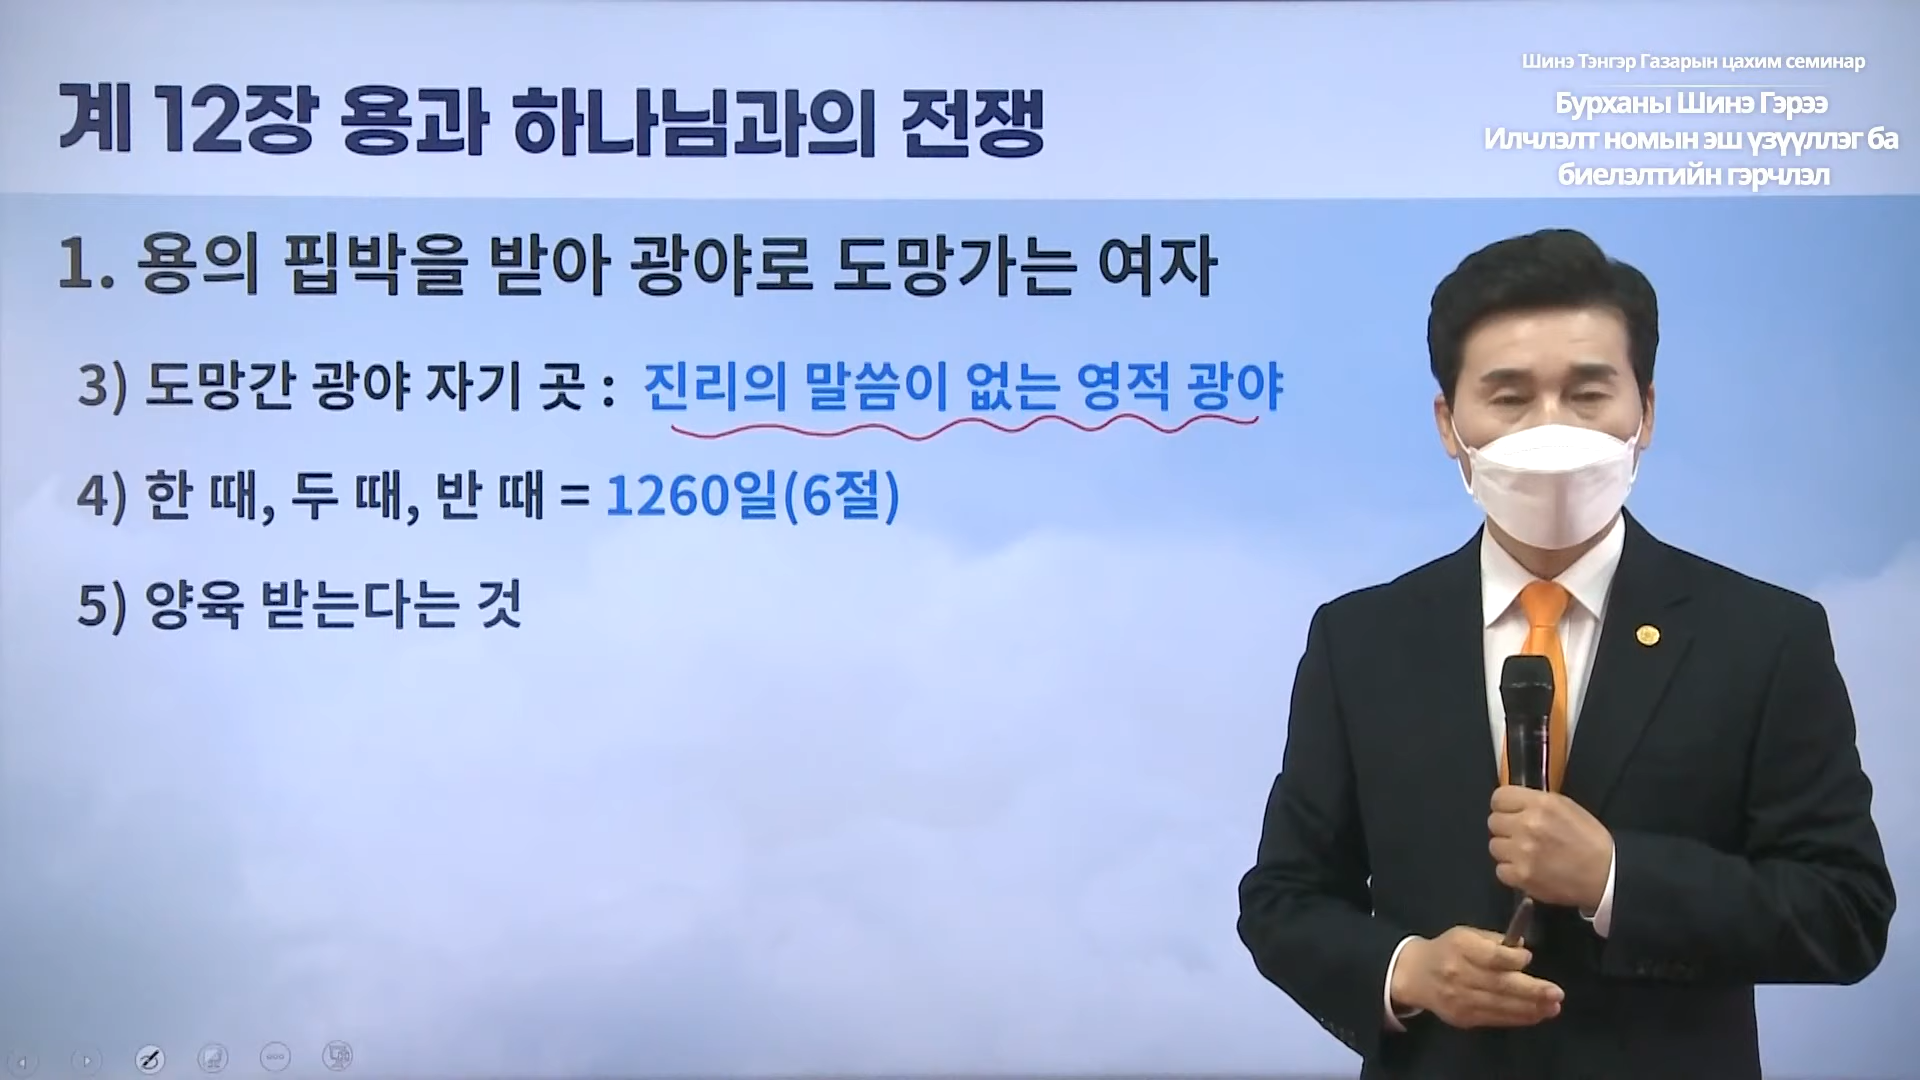 계 12장 용과 하나님과의 전쟁
Шинэ Тэнгэр Газарын цахим семинар
Бурханы Шинэ Гэрээ
Илчлэлт номын эш үзүүллэг ба
биелэлтийн гэрчлэл
1. 용의 핍박을 받아 광야로 도망가는 여자
3) 도망간 광야 자기 곳 : 진리의 말씀이 없는 영적 광야
4) 한 때, 두 때, 반 때 = 1260일(6절)
5) 양육 받는다는 것